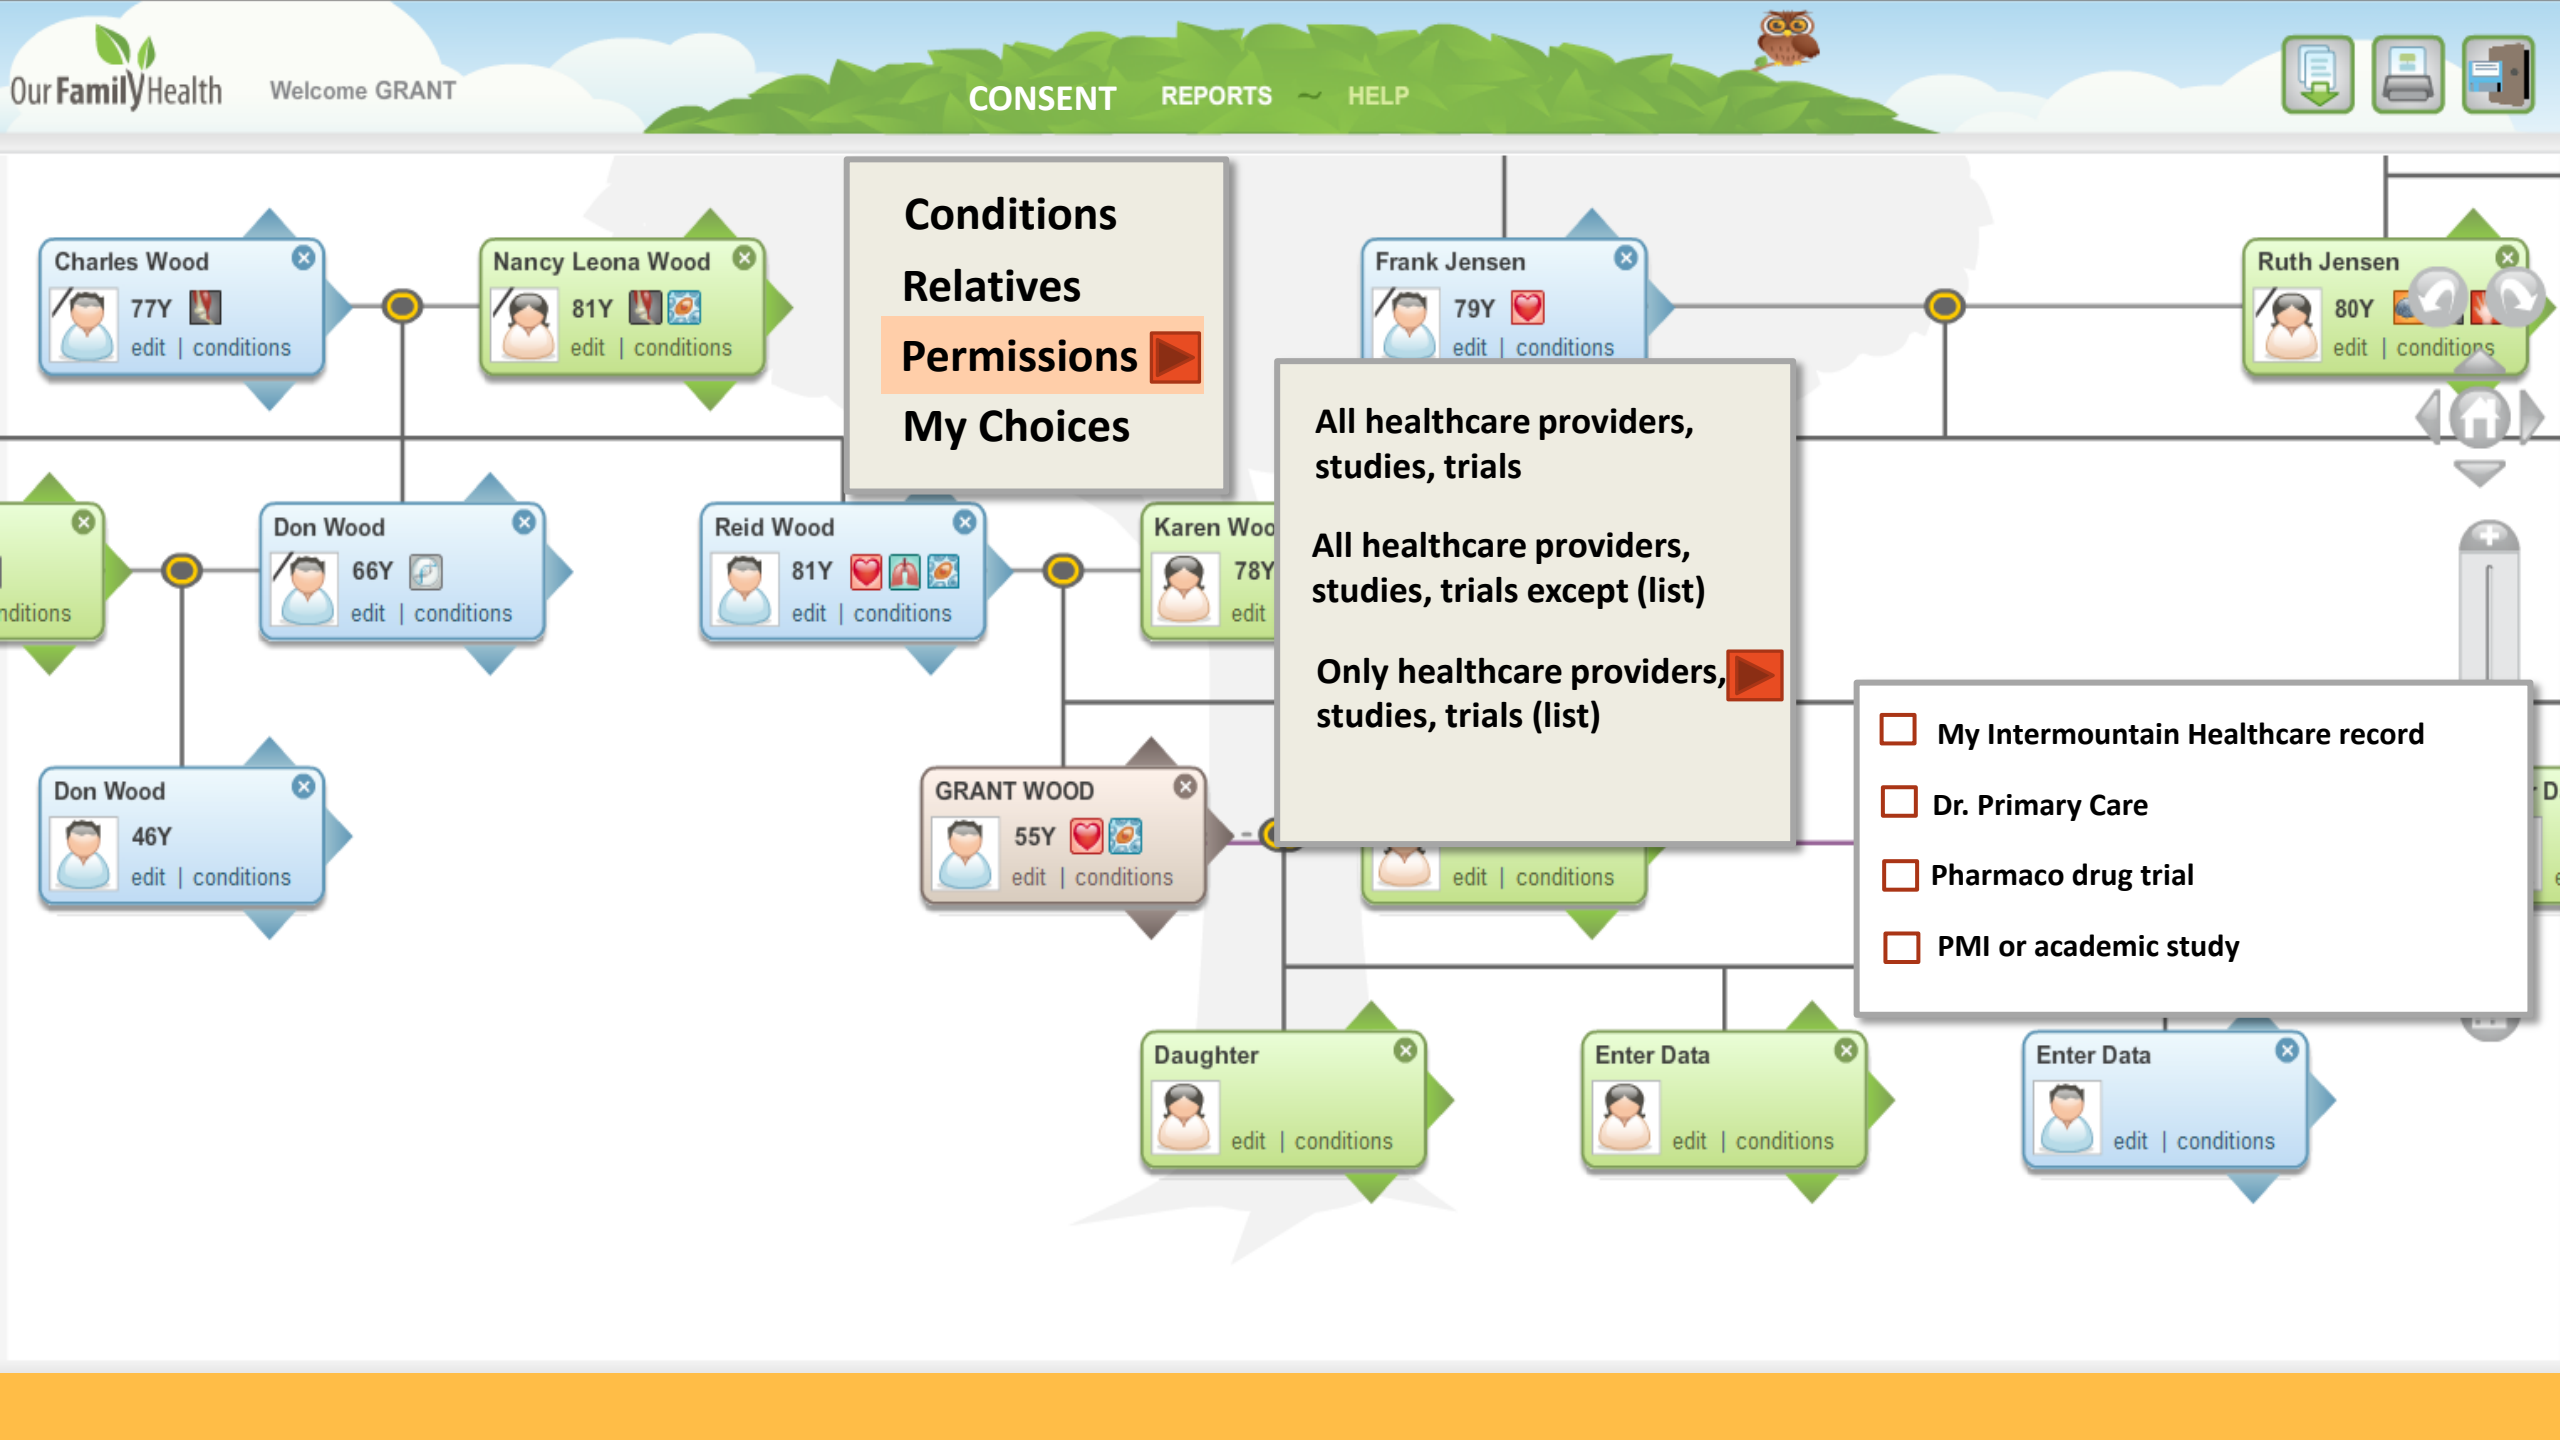 Our Family Health
Welcome GRANT
CONSENT REPORTS ~ HELP
Conditions
Relatives
Permissions
My Choices
Charles Wood
77Y
edit | conditions
Nancy Leona Wood
81Y
edit | conditions
Frank Jensen
79Y
edit | conditions
Ruth Jensen
80Y
edit | conditions
All healthcare providers,
studies, trials
All healthcare providers,
studies, trials except (list)
Only healthcare providers,
studies, trials (list)
Don Wood
66Y
edit | conditions
Reid Wood
81Y
edit | conditions
Karen
78Y
edit
My Intermountain Healthcare record
Dr. Primary Care
Pharmaco drug trial
PMI or academic study
Don Wood
46Y
edit | conditions
GRANT WOOD
55Y
edit | conditions
edit | conditions
Daughter
edit | conditions
Enter Data
edit | conditions
Enter Data
edit | conditions